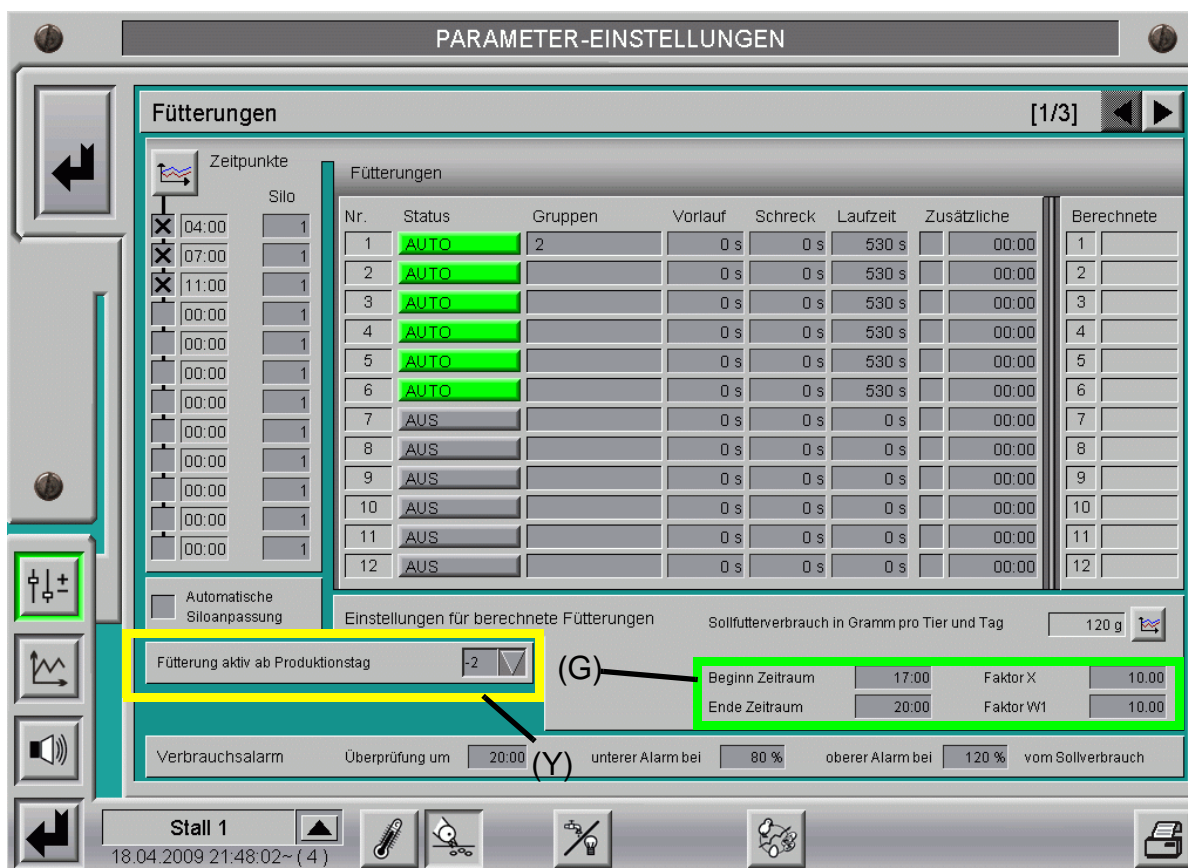 PARAMETER-EINSTELLUNGEN
Fütterungen [1/3]
Zeitpunkte
Silo
04:00 1
07:00 1
11:00 1
00:00 1
00:00 1
00:00 1
00:00 1
00:00 1
00:00 1
00:00 1
00:00 1
00:00 1
Fütterungen
Nr. Status Gruppen Vorlauf Schreck Laufzeit Zusätzliche Berechnete
1 AUTO 2 0 s 0 s 530 s 00:00 1
2 AUTO 0 s 0 s 530 s 00:00 2
3 AUTO 0 s 0 s 530 s 00:00 3
4 AUTO 0 s 0 s 530 s 00:00 4
5 AUTO 0 s 0 s 530 s 00:00 5
6 AUTO 0 s 0 s 530 s 00:00 6
7 AUS 0 s 0 s 0 s 00:00 7
8 AUS 0 s 0 s 0 s 00:00 8
9 AUS 0 s 0 s 0 s 00:00 9
10 AUS 0 s 0 s 0 s 00:00 10
11 AUS 0 s 0 s 0 s 00:00 11
12 AUS 0 s 0 s 0 s 00:00 12
Automatische
Siloanpassung
Einstellungen für berechnete Fütterungen
Sollfutterverbrauch in Gramm pro Tier und Tag 120 g
Fütterung aktiv ab Produktionstag -2
(G)
Beginn Zeitraum 17:00 Faktor X 10.00
Ende Zeitraum 20:00 Faktor W1 10.00
(Y)
Verbrauchsalarm Überprüfung um 20:00 unterer Alarm bei 80 % oberer Alarm bei 120 % vom Sollverbrauch
Stall 1
18.04.2009 21:48:02~ ( 4 )